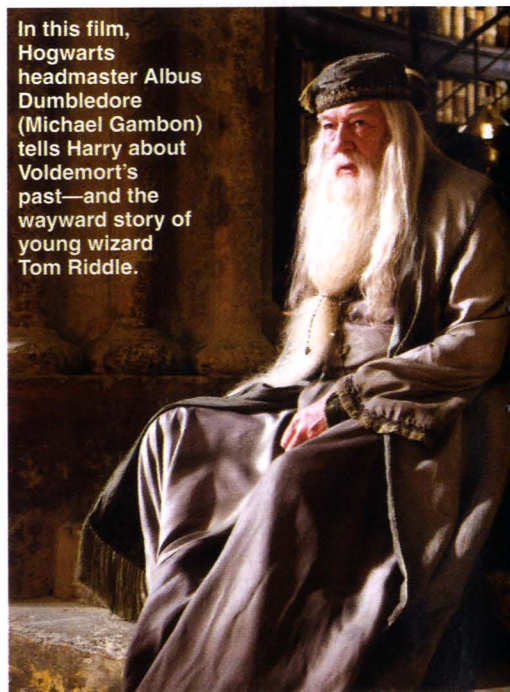 In this film,
Hogwarts
headmaster Albus
Dumbledore
(Michael Gambon)
tells Harry about
Voldemort's
past—and the
wayward story of
young wizard
Tom Riddle.